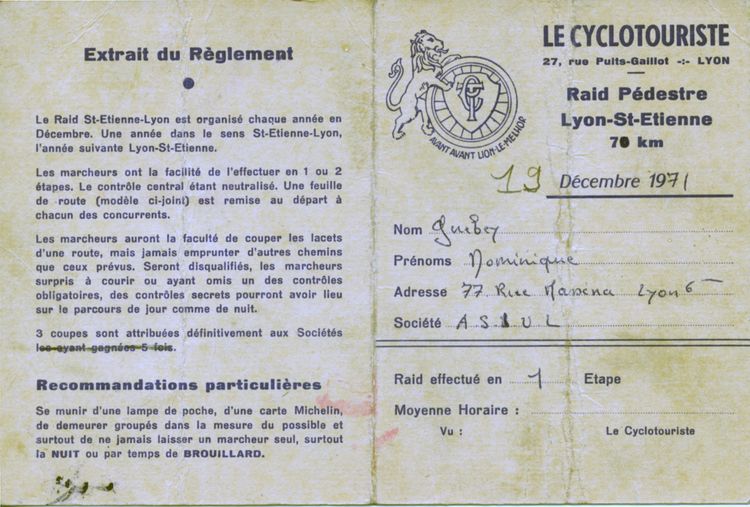 Extrait du Règlement
Le Raid St-Etienne-Lyon est organisé chaque année en
Décembre. Une année dans le sens St-Etienne-Lyon,
l'année suivante Lyon-St-Etienne.
Les marcheurs ont la facilité de l'effectuer en 1 ou 2
étapes. Le contrôle central étant neutralisé. Une feuille
de route (modèle ci-joint) est remise au départ à
chacun des concurrents.
Les marcheurs auront la faculté de couper les lacets
d'une route, mais jamais emprunter d'autres chemins
que ceux prévus. Seront disqualifiés, les marcheurs
surpris à courir ou ayant omis un des contrôles
obligatoires, des contrôles secrets pourront avoir lieu
sur le parcours de jour comme de nuit.
3 coupes sont attribuées définitivement aux Sociétés
les ayant gagnées 5 fois.
Recommandations particulières
Se munir d'une lampe de poche, d'une carte Michelin,
de demeurer groupés dans la mesure du possible et
surtout de ne jamais laisser un marcheur seul, surtout
la NUIT ou par temps de BROUILLARD.
AVANT AVANT LION-LE-MELHOR
LE CYCLOTOURISTE
27, rue Puits-Gaillot -:- LYON
Raid Pédestre
Lyon-St-Etienne
70 km
19 Décembre 1971
Nom Guebey
Prénoms Dominique
Adresse 77 Rue Massena Lyon 6
Société ASIUL
Raid effectué en 1 Etape
Moyenne Horaire :
Vu : Le Cyclotouriste